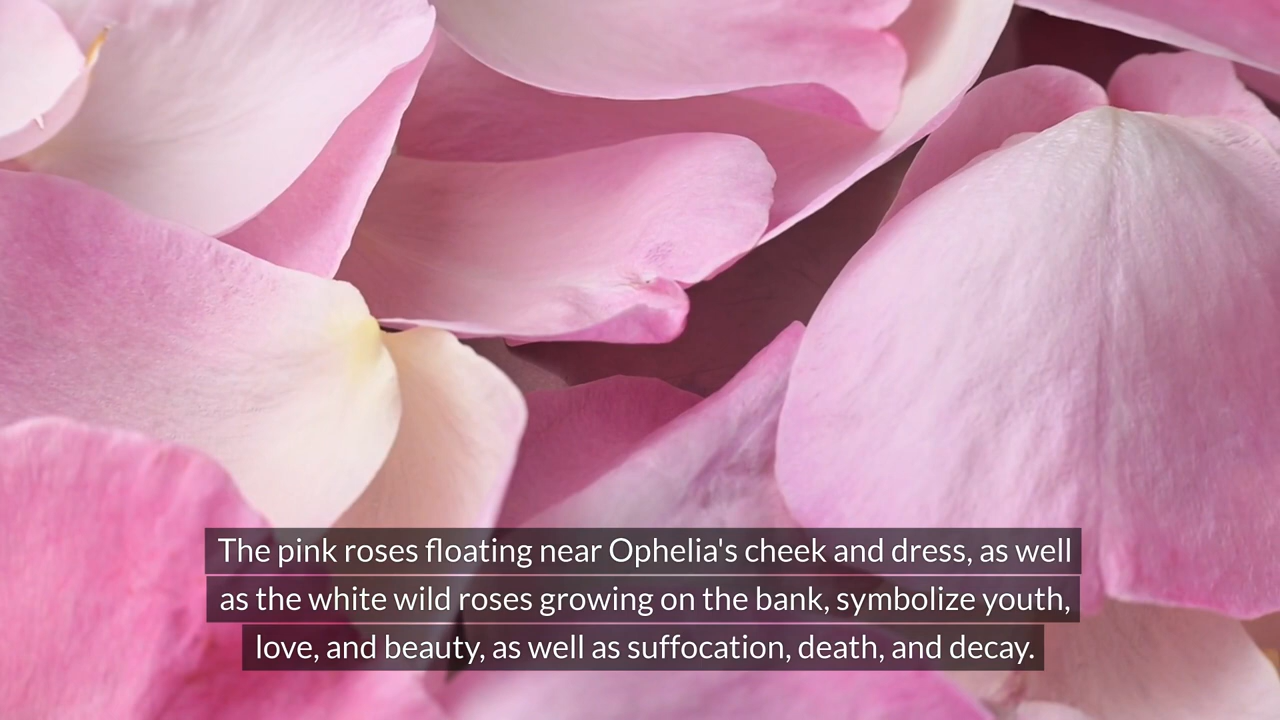 The pink roses floating near Ophelia's cheek and dress, as well
as the white wild roses growing on the bank, symbolize youth,
love, and beauty, as well as suffocation, death, and decay.